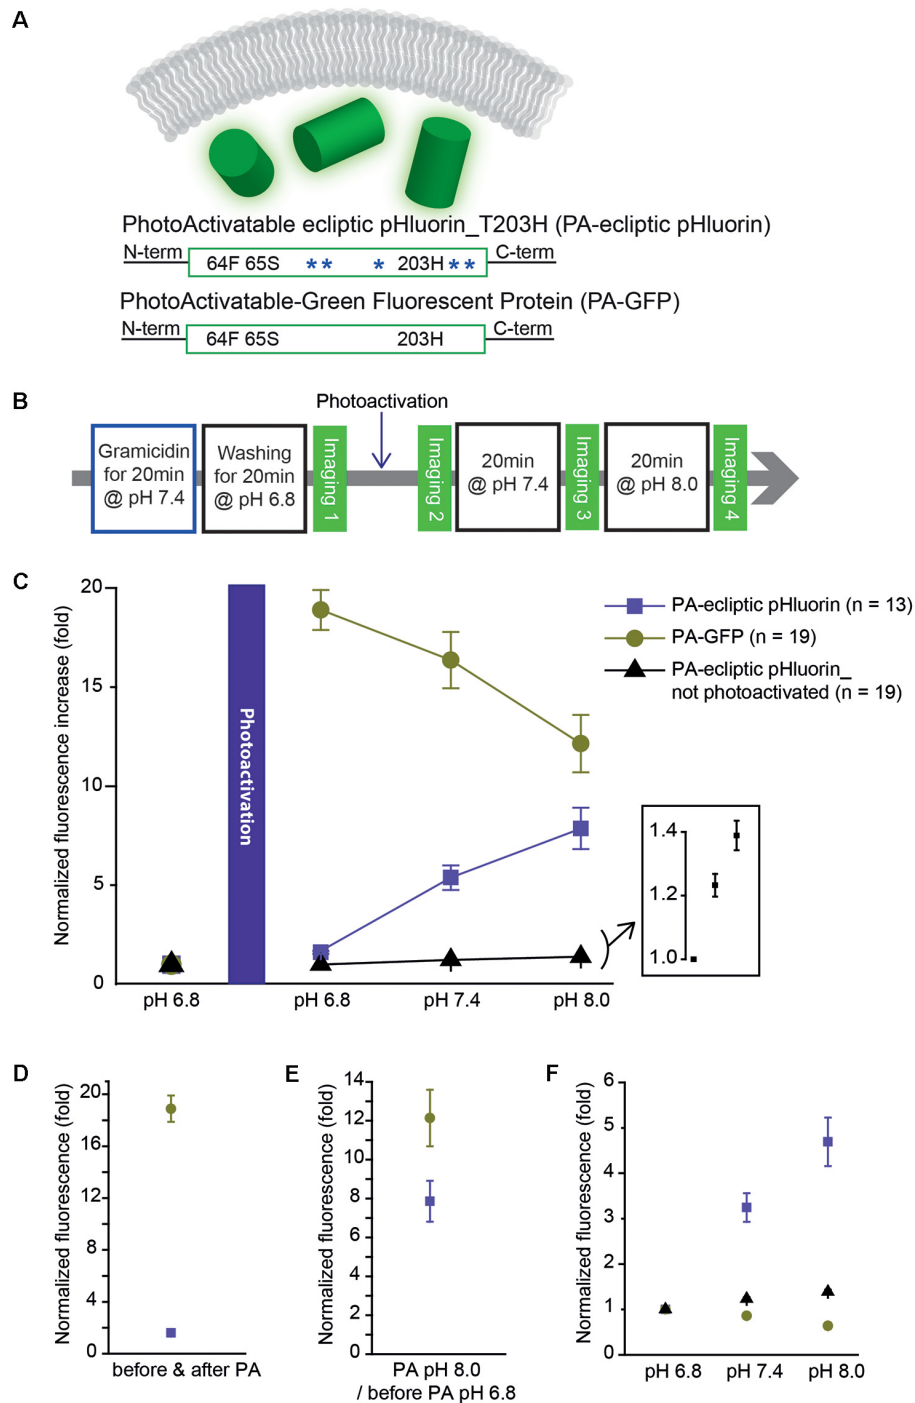 A
PhotoActivatable ecliptic pHluorin_T203H (PA-ecliptic pHluorin)
N-term 64F 65S ** * 203H ** C-term
PhotoActivatable-Green Fluorescent Protein (PA-GFP)
N-term 64F 65S 203H C-term
B
Photoactivation
Gramicidin
for 20min
@ pH 7.4
Washing
for 20min
@ pH 6.8
Imaging 1
Imaging 2
20min
@ pH 7.4
Imaging 3
20min
@ pH 8.0
Imaging 4
C
Normalized fluorescence increase (fold)
20
15
10
5
0
Photoactivation
pH 6.8 pH 6.8 pH 7.4 pH 8.0
PA-ecliptic pHluorin (n = 13)
PA-GFP (n = 19)
PA-ecliptic pHluorin_
not photoactivated (n = 19)
1.4
1.2
1.0
D
Normalized fluorescence (fold)
20
16
12
8
4
0
before & after PA
E
Normalized fluorescence (fold)
14
12
10
8
6
4
2
0
PA pH 8.0
/ before PA pH 6.8
F
Normalized fluorescence (fold)
6
5
4
3
2
1
0
pH 6.8 pH 7.4 pH 8.0